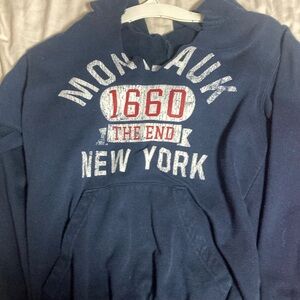 MONTAUK
1660
THE END
NEW YORK